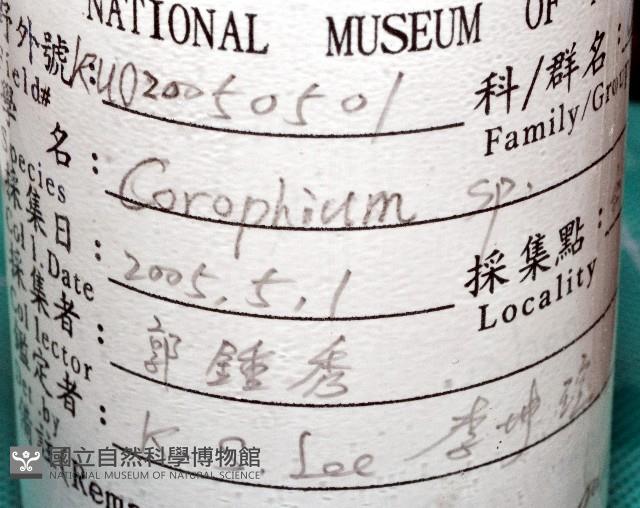 NATIONAL MUSEUM OF
野外號: KUO20050501
Field#
科/群名:
Family/Group
學名: Corophium sp.
Species
採集日: 2005.5.1
Coll.Date
採集點:
Locality
採集者: 郭鍾秀
Collector
鑑定者: K. n. Lee 李坤瑄
Det.by
Rema
國立自然科學博物館
NATIONAL MUSEUM OF NATURAL SCIENCE